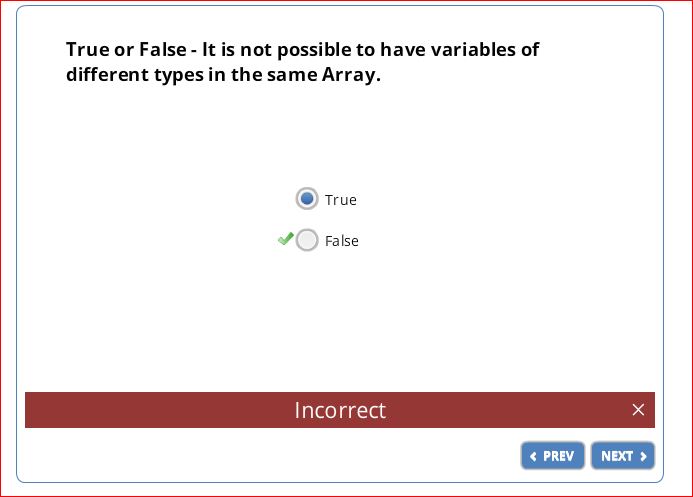 True or False - It is not possible to have variables of
different types in the same Array.
True
False
Incorrect
PREV
NEXT